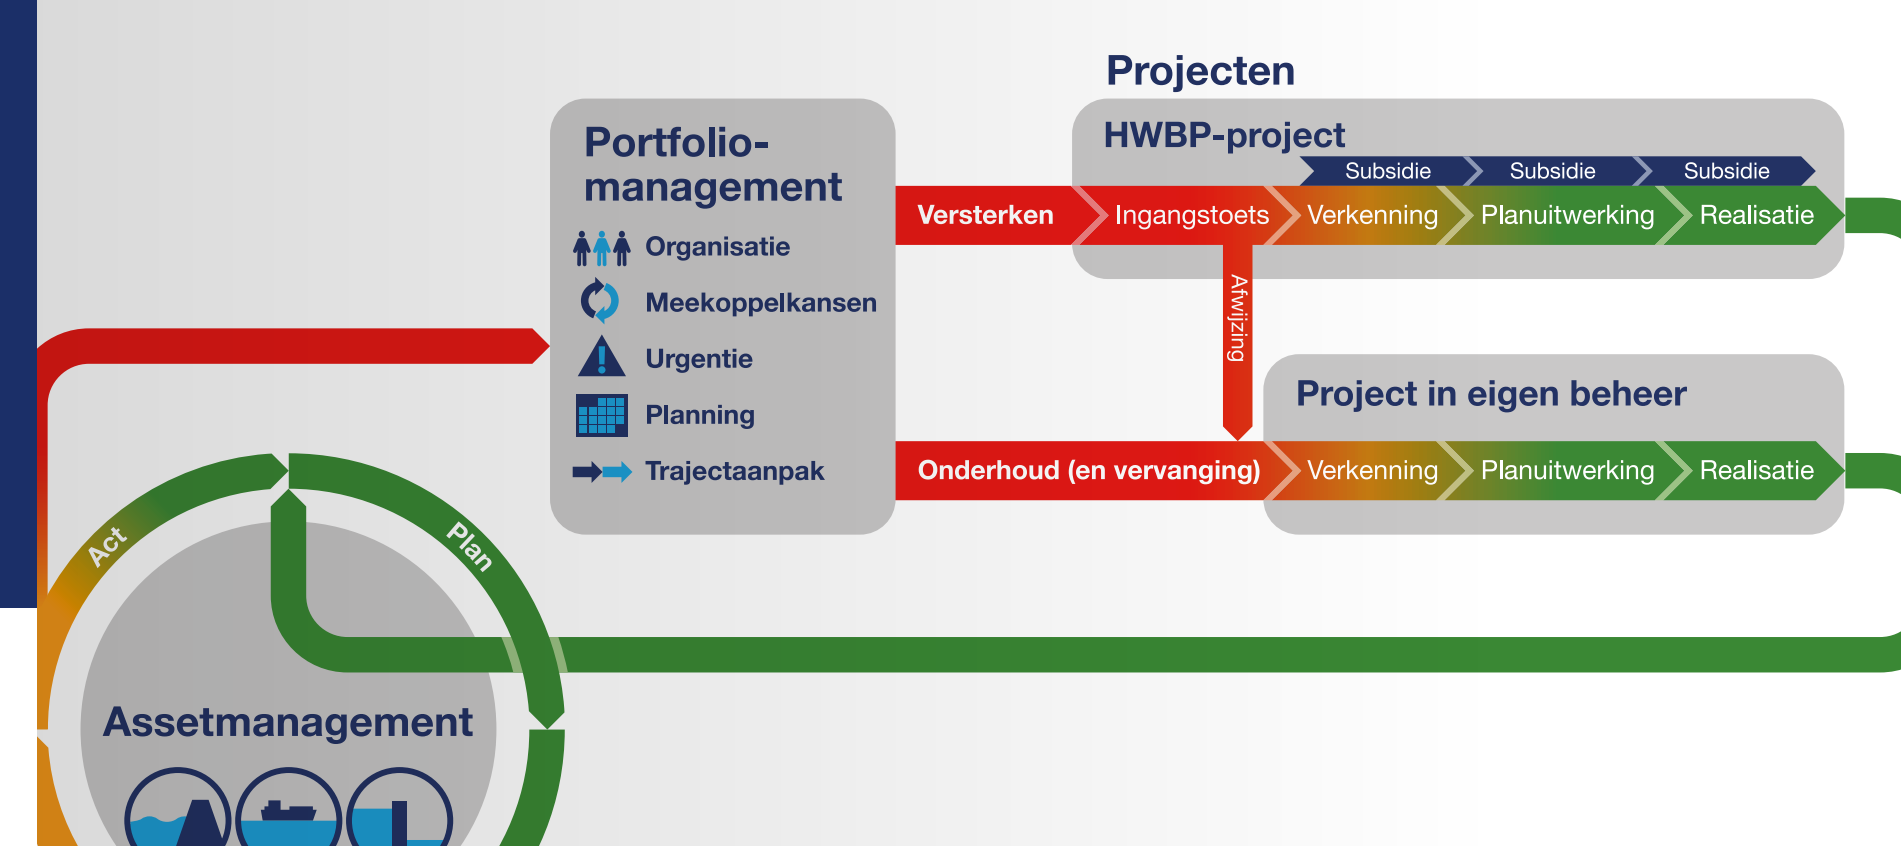 Projecten
HWBP-project
Subsidie Subsidie Subsidie
Versterken Ingangstoets Verkenning Planuitwerking Realisatie
Afwijzing
Portfolio-
management
Organisatie
Meekoppelkansen
Urgentie
Planning
Trajectaanpak
Project in eigen beheer
Onderhoud (en vervanging) Verkenning Planuitwerking Realisatie
Act
Plan
Assetmanagement